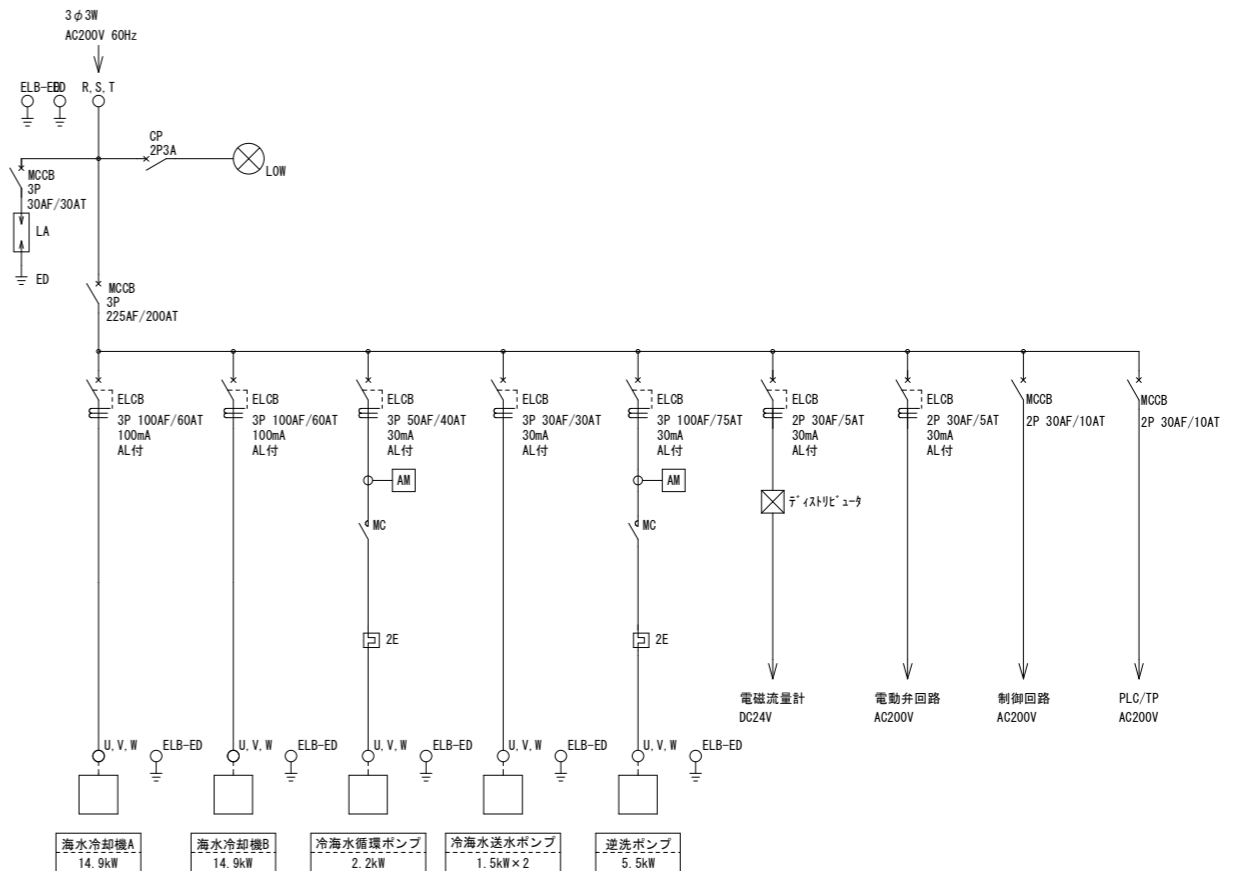 3φ3W
AC200V 60Hz
ELB-ED
ED
R,S,T
CP
2P3A
LOW
MCCB
3P
30AF/30AT
LA
ED
MCCB
3P
225AF/200AT
ELCB
3P 100AF/60AT
100mA
AL付
ELCB
3P 100AF/60AT
100mA
AL付
ELCB
3P 50AF/40AT
30mA
AL付
ELCB
3P 30AF/30AT
30mA
AL付
ELCB
3P 100AF/75AT
30mA
AL付
ELCB
2P 30AF/5AT
30mA
AL付
ELCB
2P 30AF/5AT
30mA
AL付
MCCB
2P 30AF/10AT
MCCB
2P 30AF/10AT
AM
AM
ディストリビュータ
MC
MC
2E
2E
電磁流量計
DC24V
電動弁回路
AC200V
制御回路
AC200V
PLC/TP
AC200V
U,V,W
ELB-ED
U,V,W
ELB-ED
U,V,W
ELB-ED
U,V,W
ELB-ED
U,V,W
ELB-ED
海水冷却機A
14.9kW
海水冷却機B
14.9kW
冷海水循環ポンプ
2.2kW
冷海水送水ポンプ
1.5kW×2
逆洗ポンプ
5.5kW